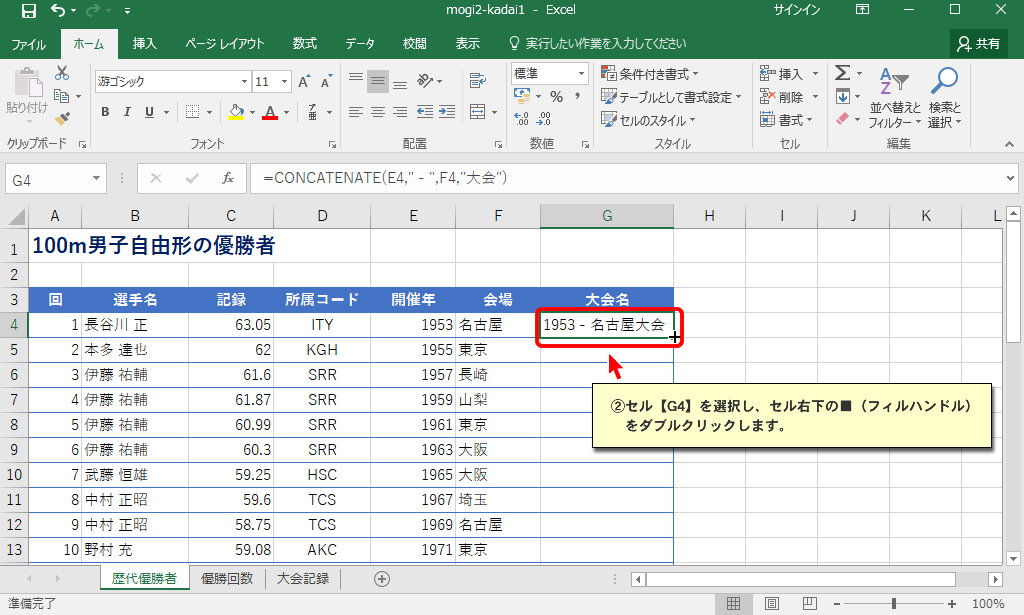 mogi2-kadai1 - Excel サインイン
ファイル ホーム 挿入 ページ レイアウト 数式 データ 校閲 表示 実行したい作業を入力してください 共有
游ゴシック 11 標準 条件付き書式 挿入 Σ
貼り付け B I U A % , テーブルとして書式設定 削除 並べ替えと 検索と
セルのスタイル 書式 フィルター 選択
クリップボード フォント 配置 数値 スタイル セル 編集
G4 fx =CONCATENATE(E4," - ",F4,"大会")
A B C D E F G H I J K L
1 100m男子自由形の優勝者
2
3 回 選手名 記録 所属コード 開催年 会場 大会名
4 1 長谷川 正 63.05 ITY 1953 名古屋 1953 - 名古屋大会
5 2 本多 達也 62 KGH 1955 東京
6 3 伊藤 祐輔 61.6 SRR 1957 長崎
7 4 伊藤 祐輔 61.87 SRR 1959 山梨
8 5 伊藤 祐輔 60.99 SRR 1961 東京
9 6 伊藤 祐輔 60.3 SRR 1963 大阪
10 7 武藤 恒雄 59.25 HSC 1965 大阪
11 8 中村 正昭 59.6 TCS 1967 埼玉
12 9 中村 正昭 58.75 TCS 1969 名古屋
13 10 野村 充 59.08 AKC 1971 東京
②セル【G4】を選択し、セル右下の■（フィルハンドル）
をダブルクリックします。
歴代優勝者 優勝回数 大会記録
準備完了 100%